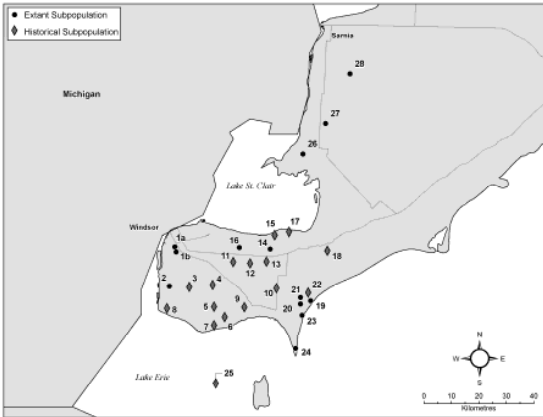 Extant Subpopulation
Historical Subpopulation
Sarnia
28
Michigan
27
26
Lake St. Clair
15 17
Windsor
1a
16 14
18
1b
11 12 13
2 3 4
10 21 22
19
20
8 5 9
23
7 6
24
N
W E
S
25
Lake Erie
0 10 20 30 40
Kilometres